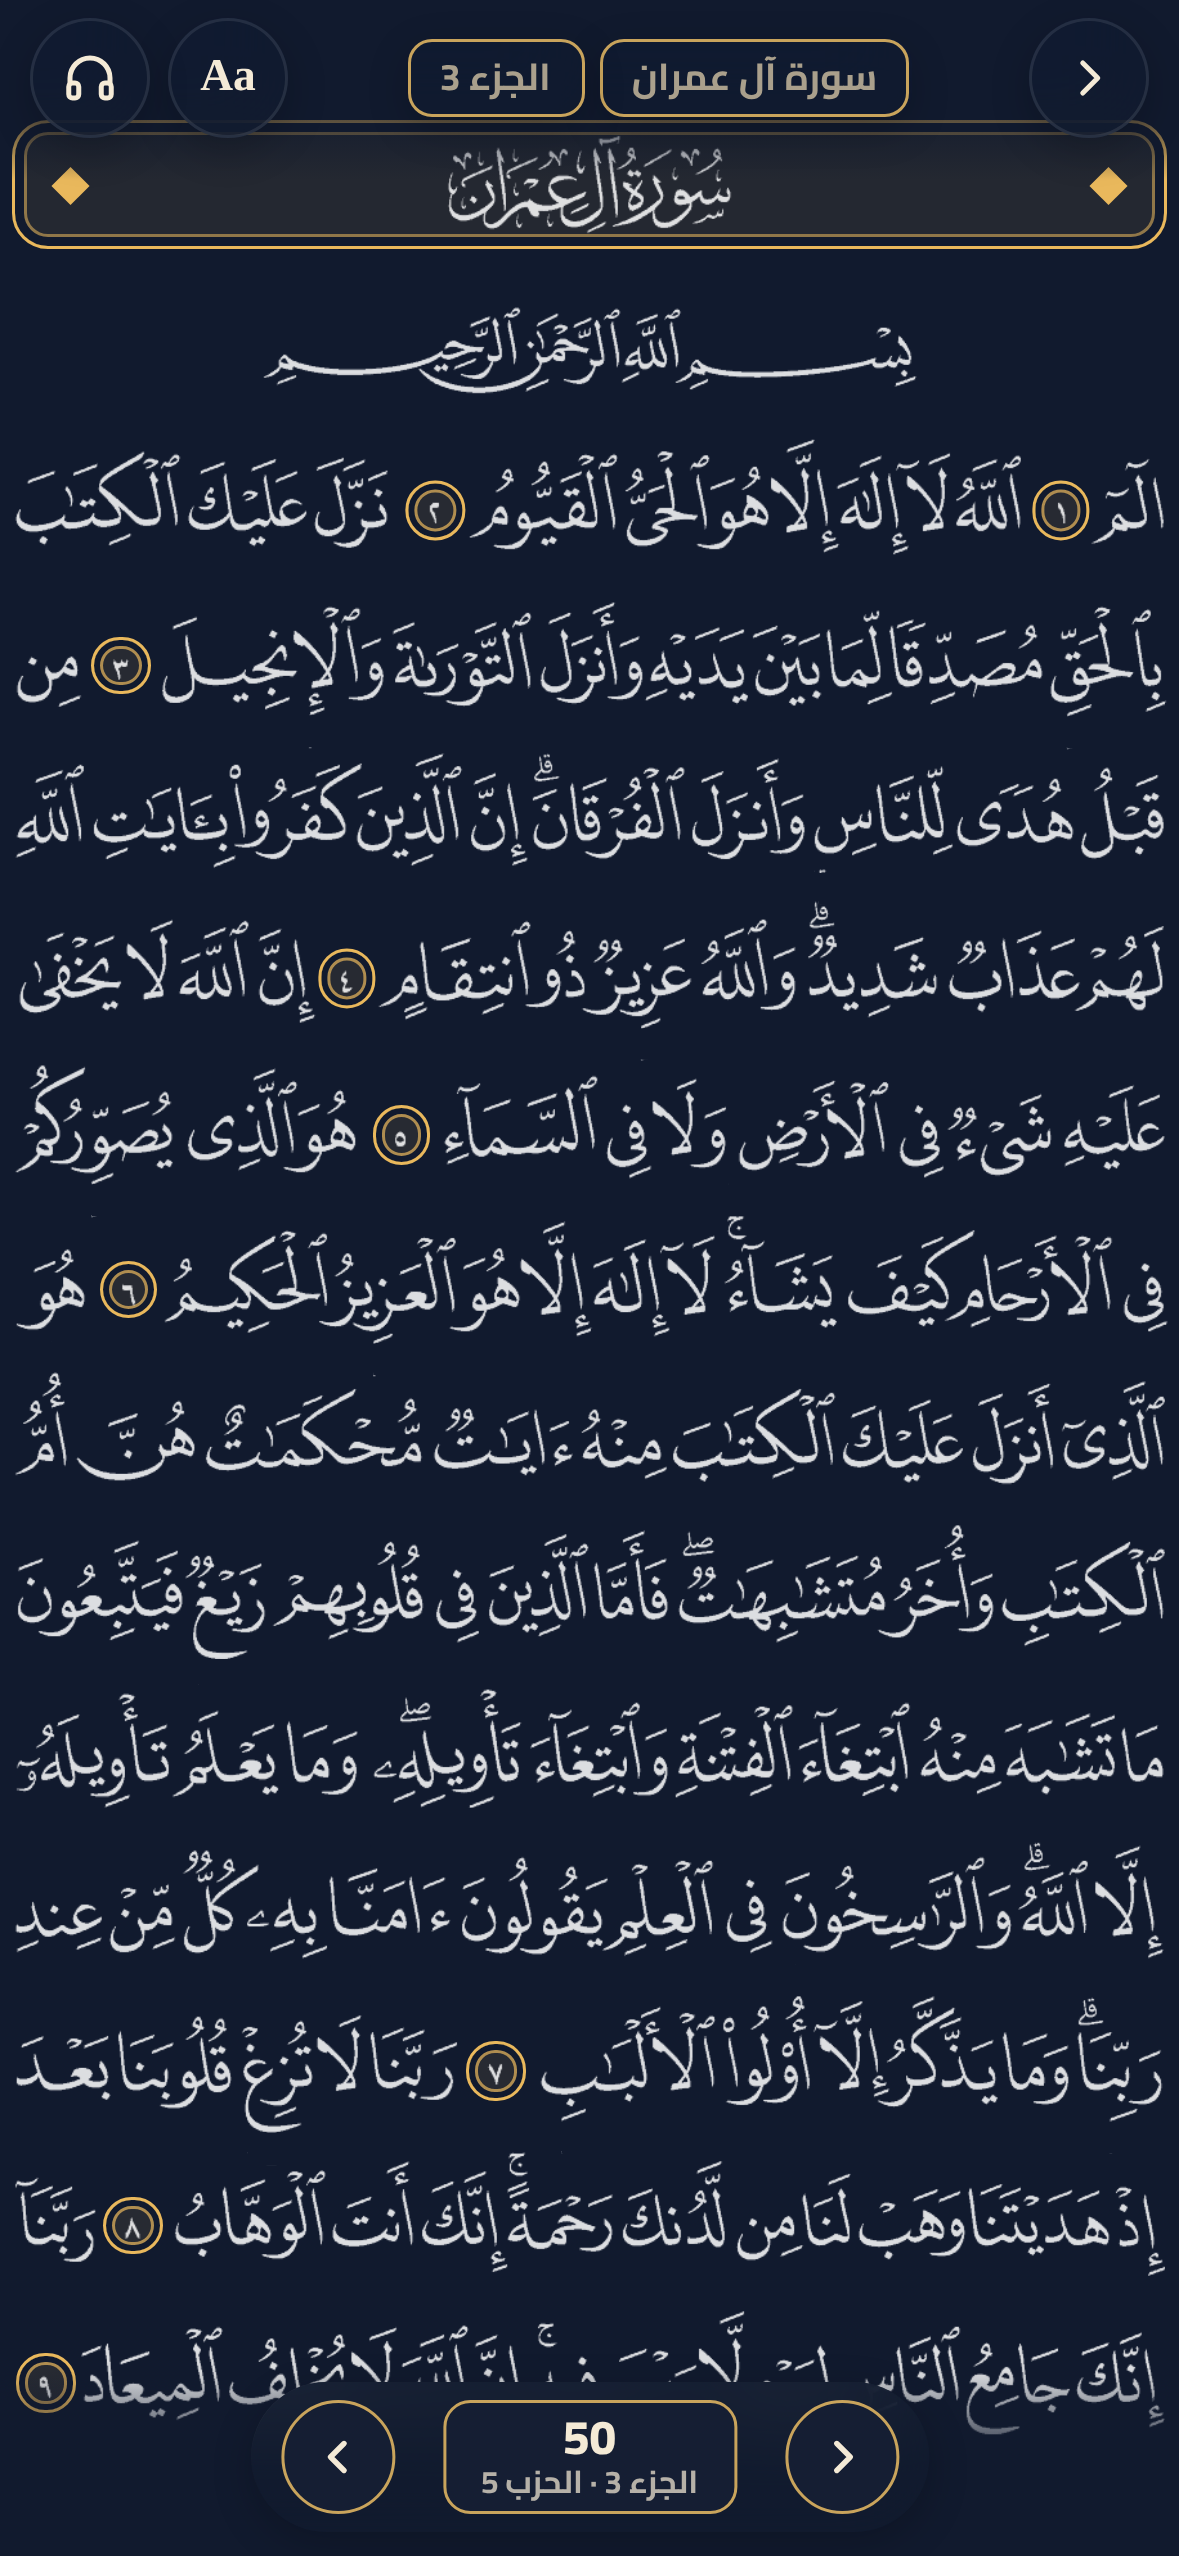 Aa
سورة آل عمران
الجزء 3
سُورَةُ آلِ عِمْرَانَ
بِسْمِ ٱللَّهِ ٱلرَّحْمَٰنِ ٱلرَّحِيمِ
الٓمٓ ١ ٱللَّهُ لَآ إِلَٰهَ إِلَّا هُوَ ٱلْحَىُّ ٱلْقَيُّومُ ٢ نَزَّلَ عَلَيْكَ ٱلْكِتَٰبَ
بِٱلْحَقِّ مُصَدِّقًا لِّمَا بَيْنَ يَدَيْهِ وَأَنزَلَ ٱلتَّوْرَىٰةَ وَٱلْإِنجِيلَ ٣ مِن
قَبْلُ هُدًى لِّلنَّاسِ وَأَنزَلَ ٱلْفُرْقَانَ ۗ إِنَّ ٱلَّذِينَ كَفَرُوا۟ بِـَٔايَٰتِ ٱللَّهِ
لَهُمْ عَذَابٌ شَدِيدٌ ۗ وَٱللَّهُ عَزِيزٌ ذُو ٱنتِقَامٍ ٤ إِنَّ ٱللَّهَ لَا يَخْفَىٰ
عَلَيْهِ شَىْءٌ فِى ٱلْأَرْضِ وَلَا فِى ٱلسَّمَآءِ ٥ هُوَ ٱلَّذِى يُصَوِّرُكُمْ
فِى ٱلْأَرْحَامِ كَيْفَ يَشَآءُ ۚ لَآ إِلَٰهَ إِلَّا هُوَ ٱلْعَزِيزُ ٱلْحَكِيمُ ٦ هُوَ
ٱلَّذِىٓ أَنزَلَ عَلَيْكَ ٱلْكِتَٰبَ مِنْهُ ءَايَٰتٌ مُّحْكَمَٰتٌ هُنَّ أُمُّ
ٱلْكِتَٰبِ وَأُخَرُ مُتَشَٰبِهَٰتٌ ۖ فَأَمَّا ٱلَّذِينَ فِى قُلُوبِهِمْ زَيْغٌ فَيَتَّبِعُونَ
مَا تَشَٰبَهَ مِنْهُ ٱبْتِغَآءَ ٱلْفِتْنَةِ وَٱبْتِغَآءَ تَأْوِيلِهِۦ ۖ وَمَا يَعْلَمُ تَأْوِيلَهُۥٓ
إِلَّا ٱللَّهُ ۗ وَٱلرَّٰسِخُونَ فِى ٱلْعِلْمِ يَقُولُونَ ءَامَنَّا بِهِۦ كُلٌّ مِّنْ عِندِ
رَبِّنَا ۗ وَمَا يَذَّكَّرُ إِلَّآ أُو۟لُوا۟ ٱلْأَلْبَٰبِ ٧ رَبَّنَا لَا تُزِغْ قُلُوبَنَا بَعْدَ
إِذْ هَدَيْتَنَا وَهَبْ لَنَا مِن لَّدُنكَ رَحْمَةً ۚ إِنَّكَ أَنتَ ٱلْوَهَّابُ ٨ رَبَّنَآ
إِنَّكَ جَامِعُ ٱلنَّاسِ ٱلْمِيعَادَ ٩
50
الجزء 3 · الحزب 5